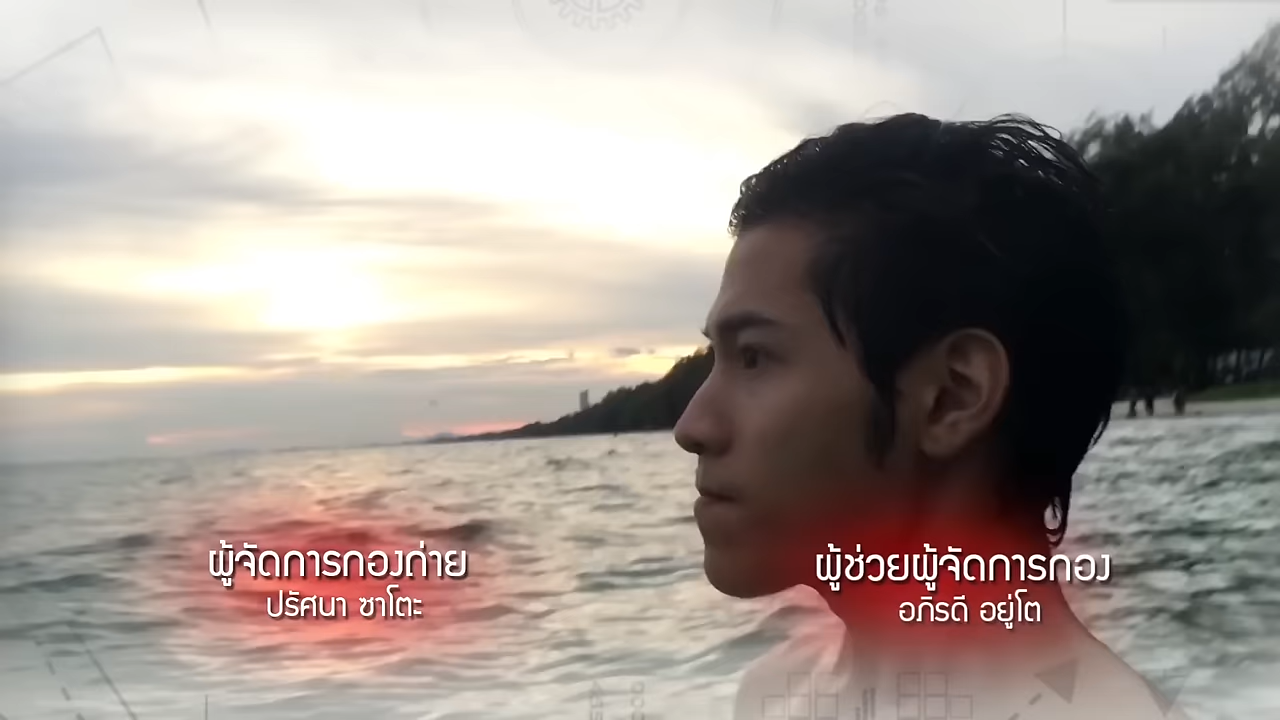 ผู้จัดการกองถ่าย
ปรัศนา ซาโตะ
ผู้ช่วยผู้จัดการกอง
อภิรดี อยู่โต